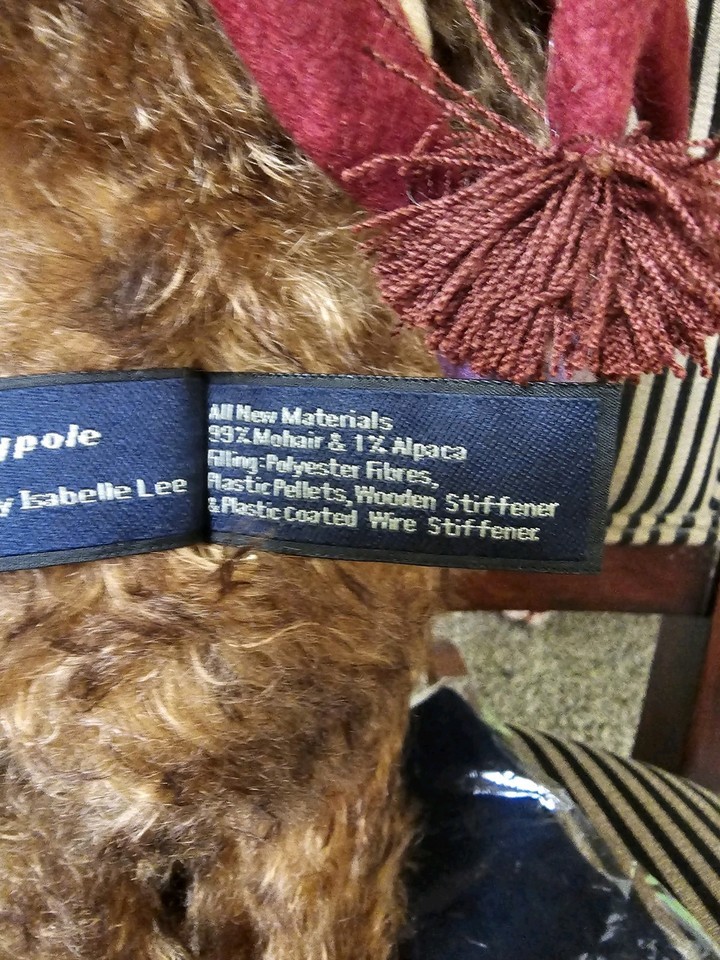 ypole
y Isabelle Lee
All New Materials
99% Mohair & 1% Alpaca
Filling-Polyester Fibres,
Plastic Pellets, Wooden Stiffener
& Plastic Coated Wire Stiffener.